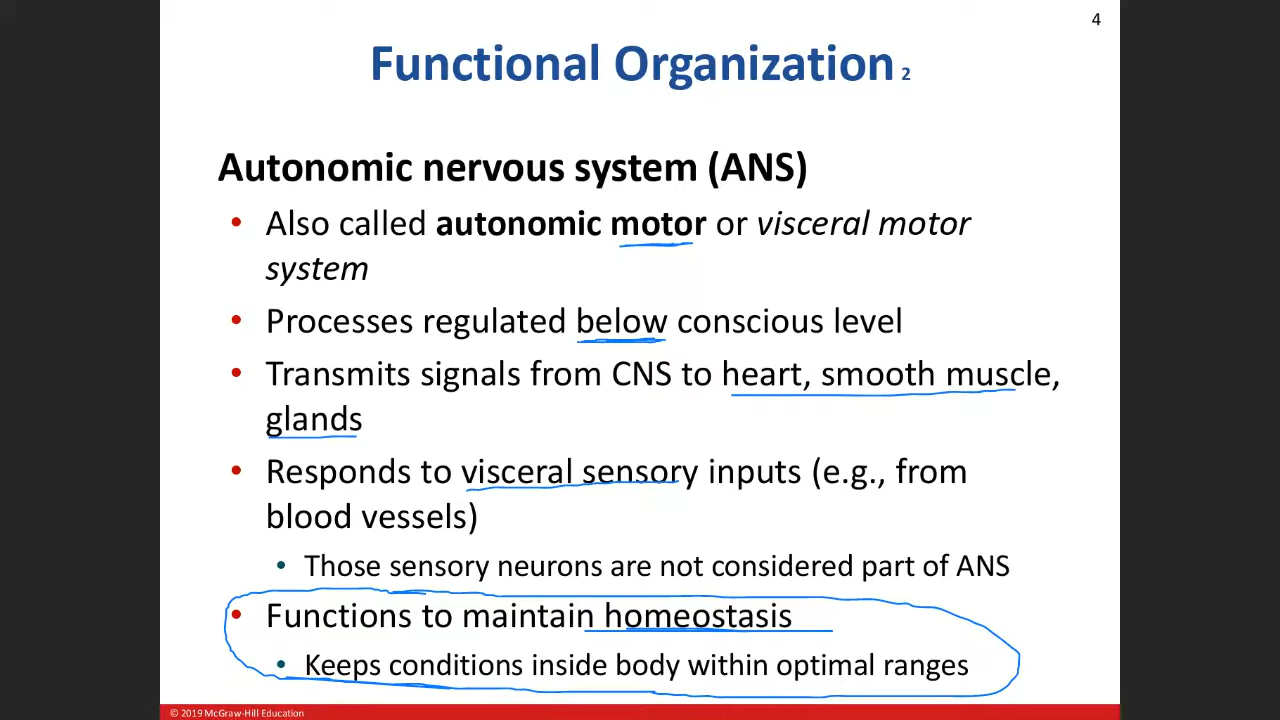 4
Functional Organization 2
Autonomic nervous system (ANS)
• Also called autonomic motor or visceral motor
system
• Processes regulated below conscious level
• Transmits signals from CNS to heart, smooth muscle,
glands
• Responds to visceral sensory inputs (e.g., from
blood vessels)
• Those sensory neurons are not considered part of ANS
• Functions to maintain homeostasis
• Keeps conditions inside body within optimal ranges
© 2019 McGraw-Hill Education